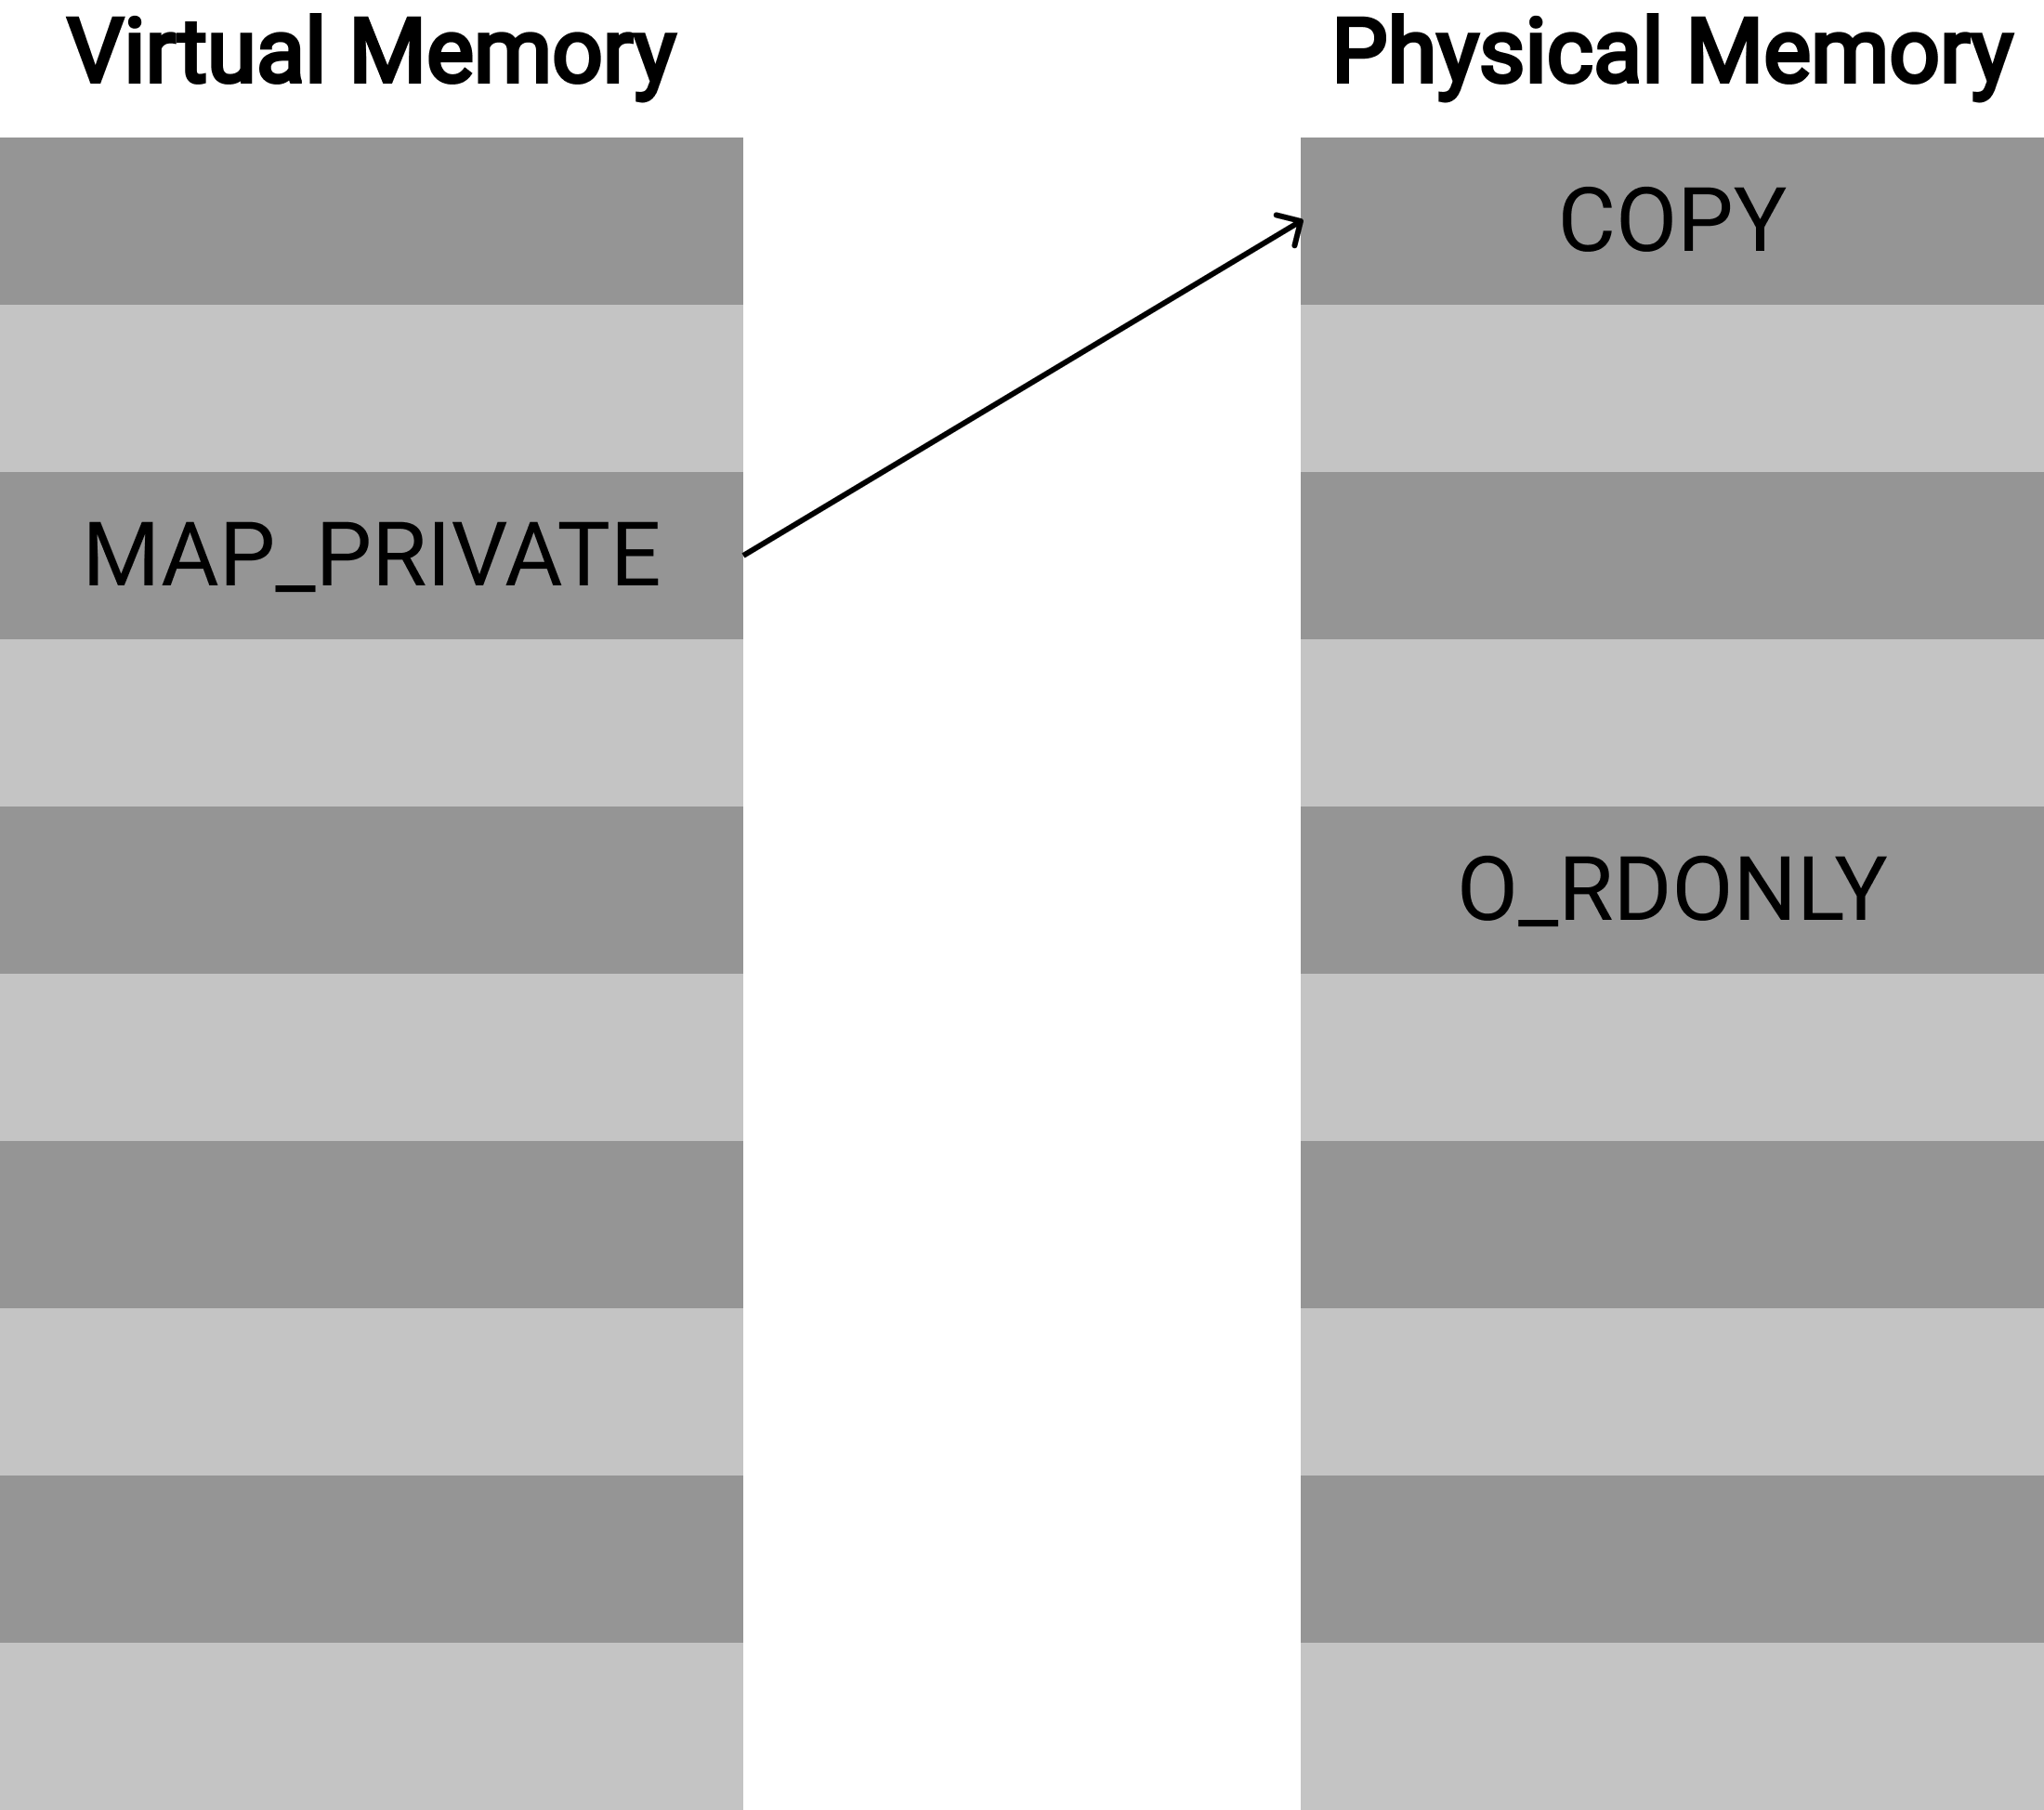 Virtual Memory
Physical Memory
COPY
MAP_PRIVATE
O_RDONLY